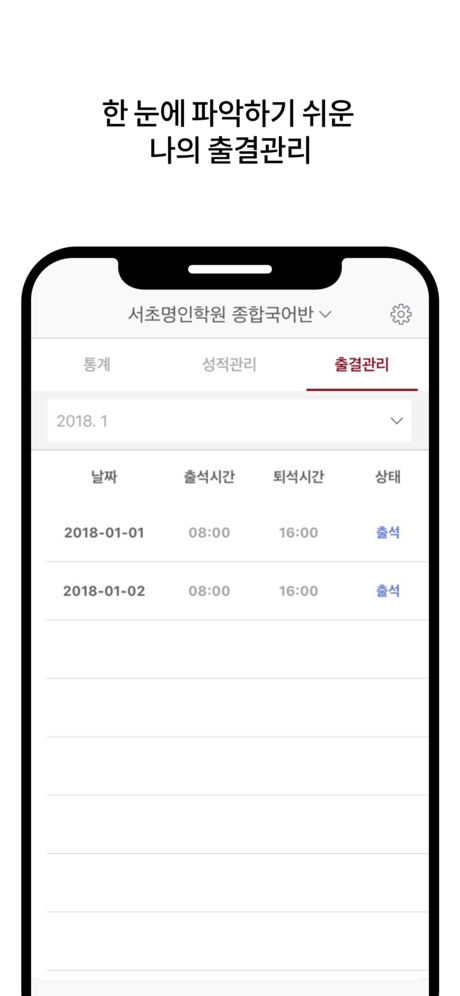 한 눈에 파악하기 쉬운
나의 출결관리
서초명인학원 종합국어반
통계 성적관리 출결관리
2018. 1
날짜 출석시간 퇴석시간 상태
2018-01-01 08:00 16:00 출석
2018-01-02 08:00 16:00 출석